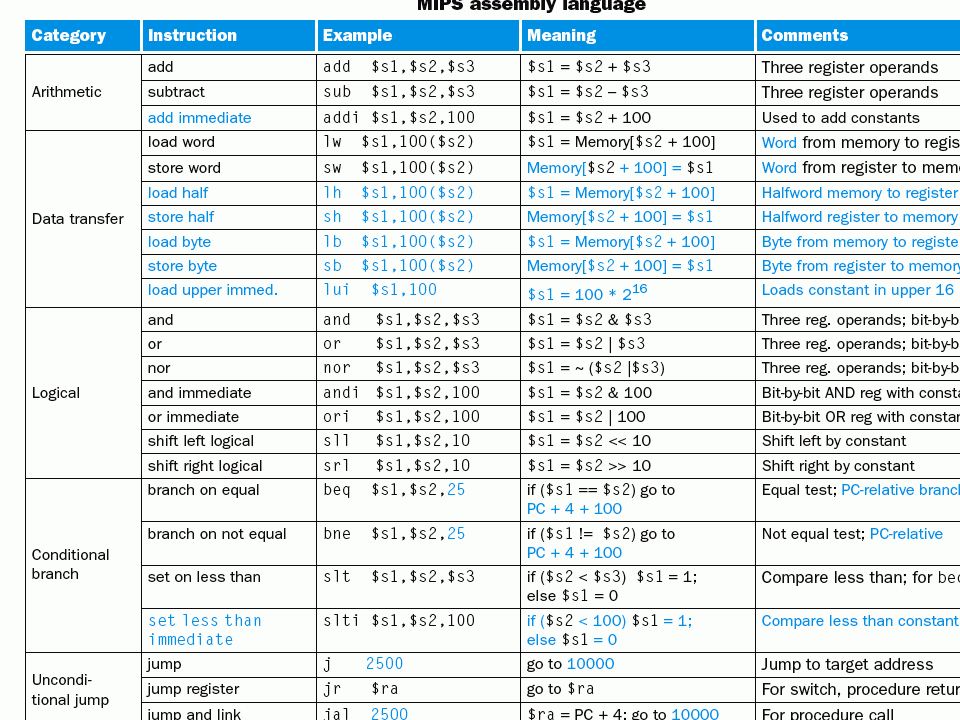 MIPS assembly language
Category Instruction Example Meaning Comments
Arithmetic
add add $s1,$s2,$s3 $s1 = $s2 + $s3 Three register operands
subtract sub $s1,$s2,$s3 $s1 = $s2 – $s3 Three register operands
add immediate addi $s1,$s2,100 $s1 = $s2 + 100 Used to add constants
Data transfer
load word lw $s1,100($s2) $s1 = Memory[$s2 + 100] Word from memory to regis
store word sw $s1,100($s2) Memory[$s2 + 100] = $s1 Word from register to mem
load half lh $s1,100($s2) $s1 = Memory[$s2 + 100] Halfword memory to register
store half sh $s1,100($s2) Memory[$s2 + 100] = $s1 Halfword register to memory
load byte lb $s1,100($s2) $s1 = Memory[$s2 + 100] Byte from memory to registe
store byte sb $s1,100($s2) Memory[$s2 + 100] = $s1 Byte from register to memory
load upper immed. lui $s1,100 $s1 = 100 * 2^16 Loads constant in upper 16
Logical
and and $s1,$s2,$s3 $s1 = $s2 & $s3 Three reg. operands; bit-by-b
or or $s1,$s2,$s3 $s1 = $s2 | $s3 Three reg. operands; bit-by-b
nor nor $s1,$s2,$s3 $s1 = ~ ($s2 |$s3) Three reg. operands; bit-by-b
and immediate andi $s1,$s2,100 $s1 = $s2 & 100 Bit-by-bit AND reg with consta
or immediate ori $s1,$s2,100 $s1 = $s2 | 100 Bit-by-bit OR reg with constan
shift left logical sll $s1,$s2,10 $s1 = $s2 << 10 Shift left by constant
shift right logical srl $s1,$s2,10 $s1 = $s2 >> 10 Shift right by constant
Conditional
branch
branch on equal beq $s1,$s2,25 if ($s1 == $s2) go to Equal test; PC-relative branch
PC + 4 + 100
branch on not equal bne $s1,$s2,25 if ($s1 != $s2) go to Not equal test; PC-relative
PC + 4 + 100
set on less than slt $s1,$s2,$s3 if ($s2 < $s3) $s1 = 1; Compare less than; for beq
else $s1 = 0
set less than slti $s1,$s2,100 if ($s2 < 100) $s1 = 1; Compare less than constant
immediate else $s1 = 0
Uncondi-
tional jump
jump j 2500 go to 10000 Jump to target address
jump register jr $ra go to $ra For switch, procedure retur
jump and link jal 2500 $ra = PC + 4; go to 10000 For procedure call